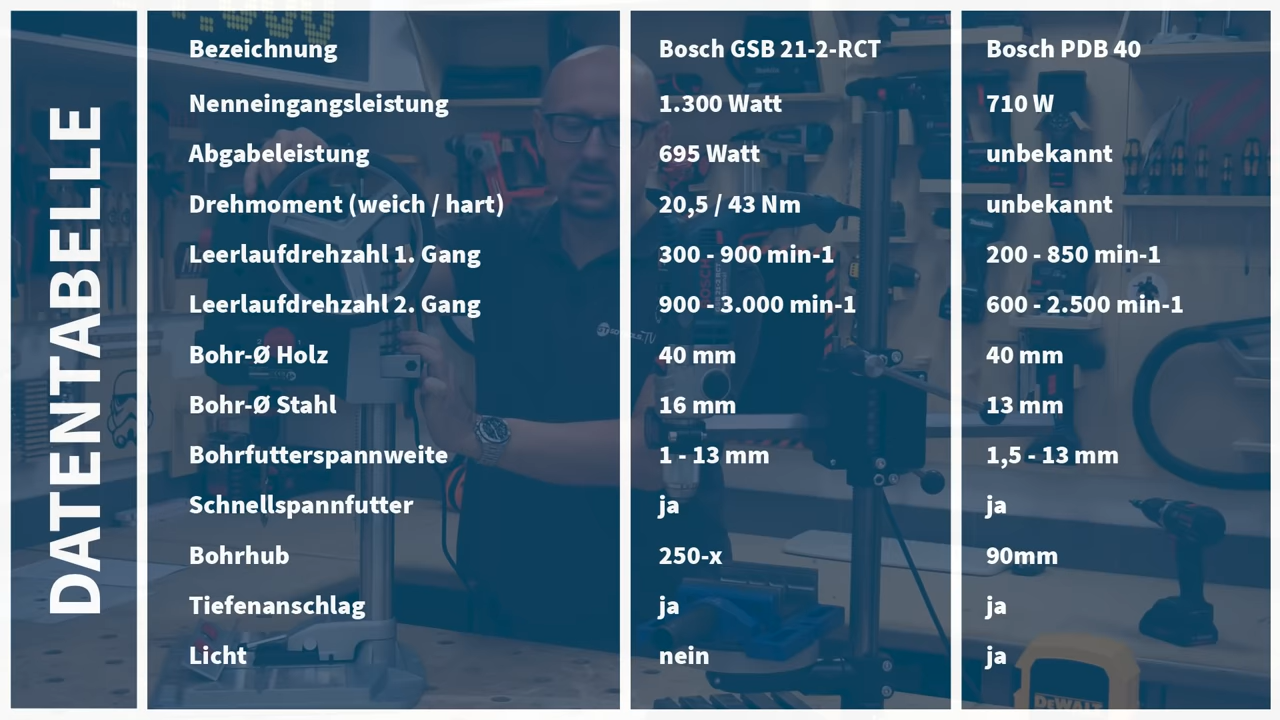 DATENTABELLE
Bezeichnung Bosch GSB 21-2-RCT Bosch PDB 40
Nenneingangsleistung 1.300 Watt 710 W
Abgabeleistung 695 Watt unbekannt
Drehmoment (weich / hart) 20,5 / 43 Nm unbekannt
Leerlaufdrehzahl 1. Gang 300 - 900 min-1 200 - 850 min-1
Leerlaufdrehzahl 2. Gang 900 - 3.000 min-1 600 - 2.500 min-1
Bohr-Ø Holz 40 mm 40 mm
Bohr-Ø Stahl 16 mm 13 mm
Bohrfutterspannweite 1 - 13 mm 1,5 - 13 mm
Schnellspannfutter ja ja
Bohrhub 250-x 90mm
Tiefenanschlag ja ja
Licht nein ja
DEWALT